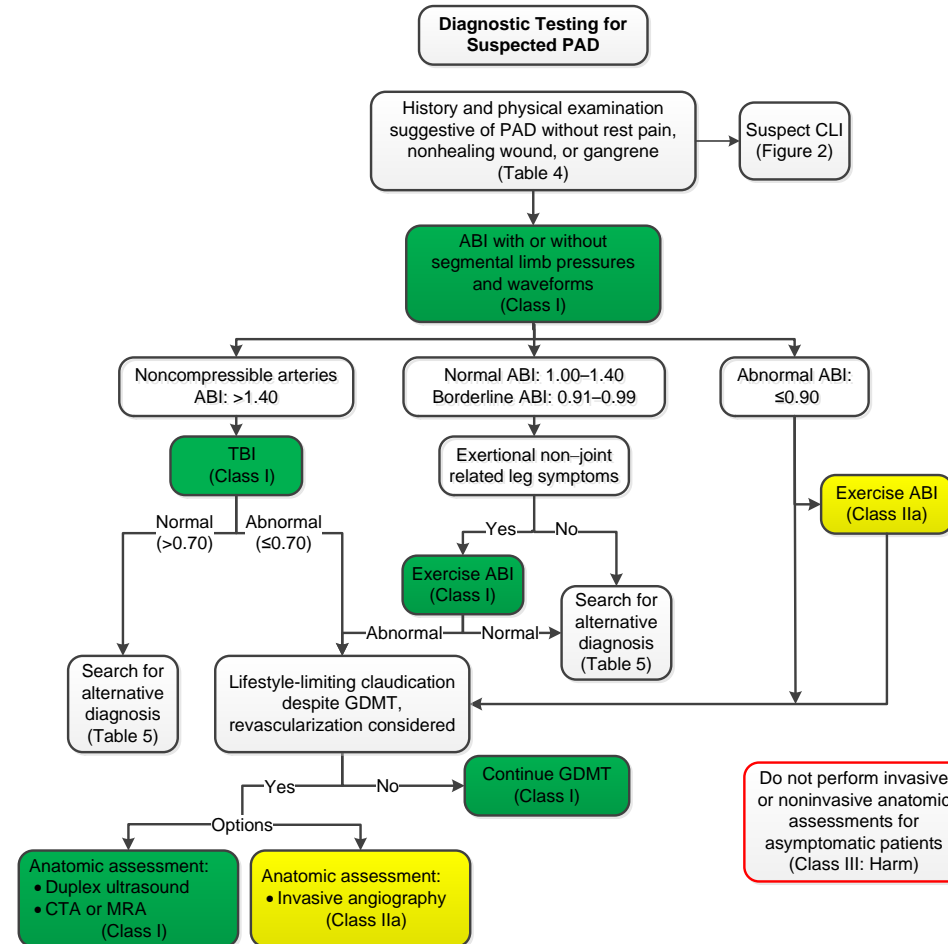 Diagnostic Testing for
Suspected PAD
History and physical examination
suggestive of PAD without rest pain,
nonhealing wound, or gangrene
(Table 4)
Suspect CLI
(Figure 2)
ABI with or without
segmental limb pressures
and waveforms
(Class I)
Noncompressible arteries
ABI: >1.40
Normal ABI: 1.00–1.40
Borderline ABI: 0.91–0.99
Abnormal ABI:
≤0.90
TBI
(Class I)
Exertional non–joint
related leg symptoms
Exercise ABI
(Class IIa)
Normal
(>0.70)
Abnormal
(≤0.70)
Yes
No
Exercise ABI
(Class I)
Search for
alternative
diagnosis
(Table 5)
Abnormal
Normal
Search for
alternative
diagnosis
(Table 5)
Lifestyle-limiting claudication
despite GDMT,
revascularization considered
Yes
No
Continue GDMT
(Class I)
Options
Do not perform invasive
or noninvasive anatomic
assessments for
asymptomatic patients
(Class III: Harm)
Anatomic assessment:
• Duplex ultrasound
• CTA or MRA
(Class I)
Anatomic assessment:
• Invasive angiography
(Class IIa)